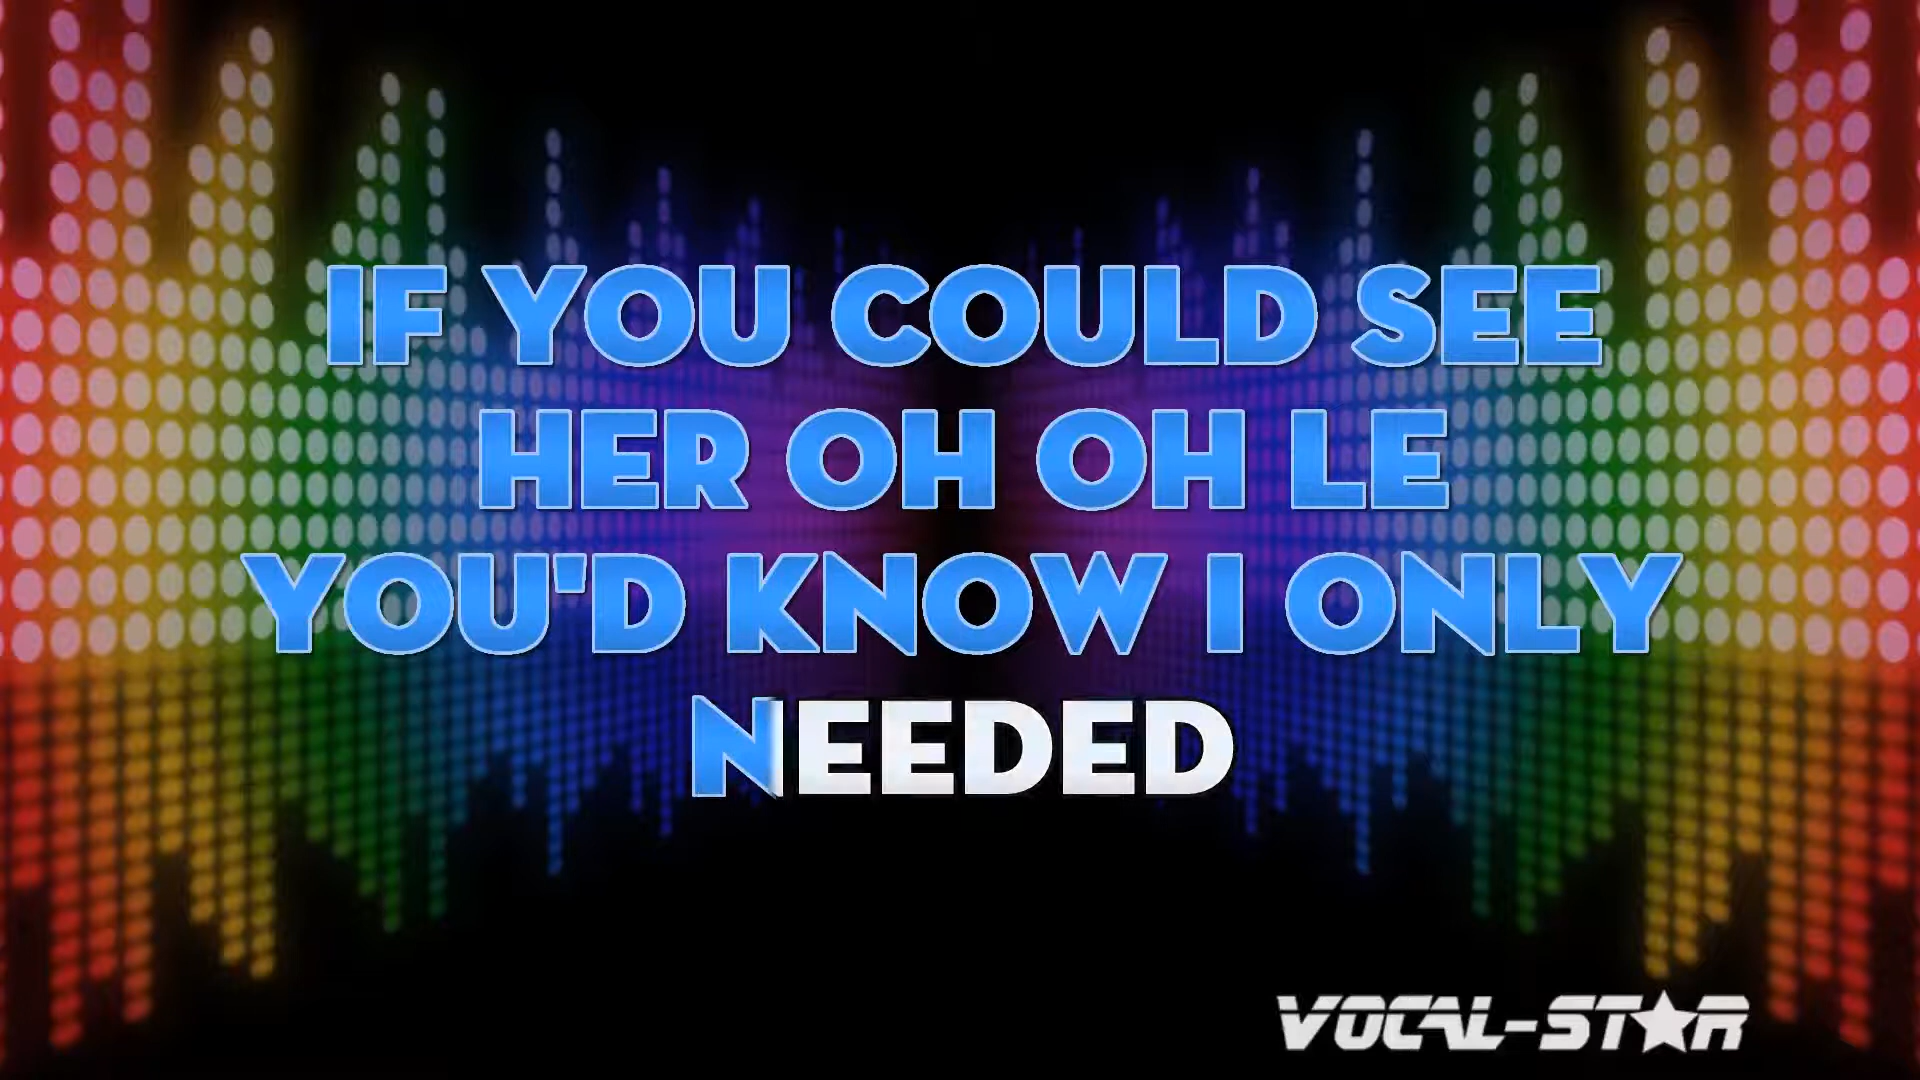 IF YOU COULD SEE
HER OH OH LE
YOU'D KNOW I ONLY
NEEDED
VOCAL-STAR